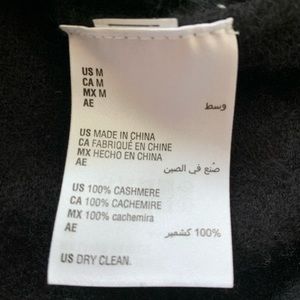 US M
CA M
MX M
AE وسط
US MADE IN CHINA
CA FABRIQUÉ EN CHINE
MX HECHO EN CHINA
AE صنع في الصين
US 100% CASHMERE
CA 100% CACHEMIRE
MX 100% cachemira
AE 100% كشمير
US DRY CLEAN.